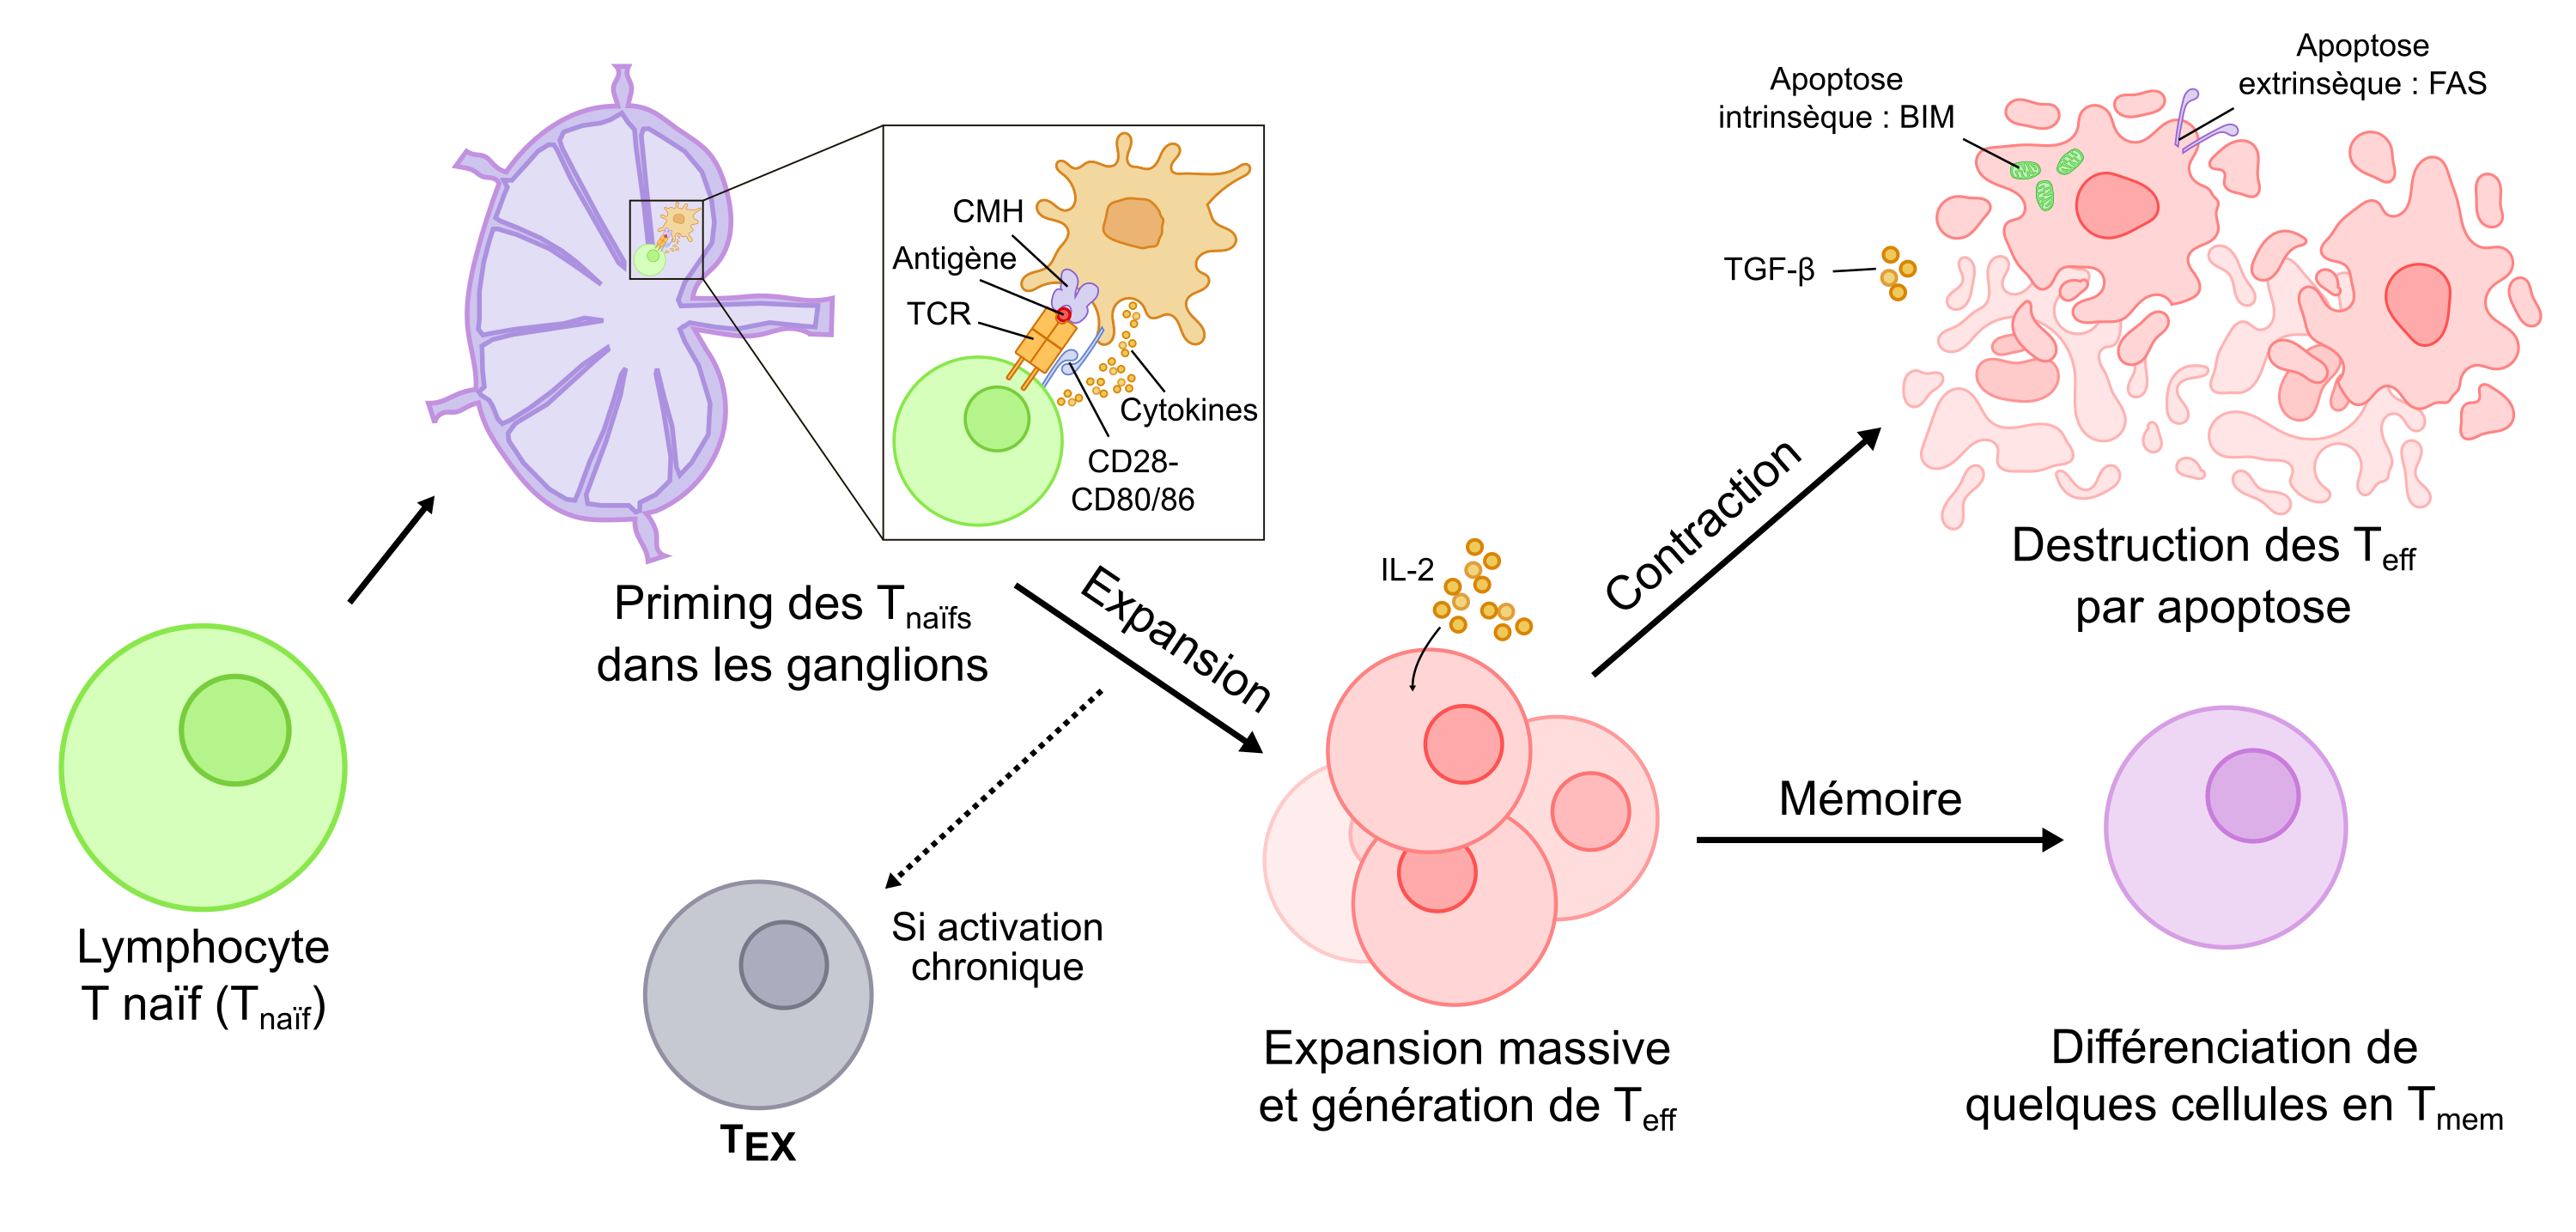 Lymphocyte
T naïf (Tnaïf)
Priming des Tnaïfs
dans les ganglions
CMH
Antigène
TCR
Cytokines
CD28-
CD80/86
Expansion
Si activation
chronique
TEX
IL-2
Expansion massive
et génération de Teff
Contraction
Apoptose
intrinsèque : BIM
Apoptose
extrinsèque : FAS
TGF-β
Destruction des Teff
par apoptose
Mémoire
Différenciation de
quelques cellules en Tmem